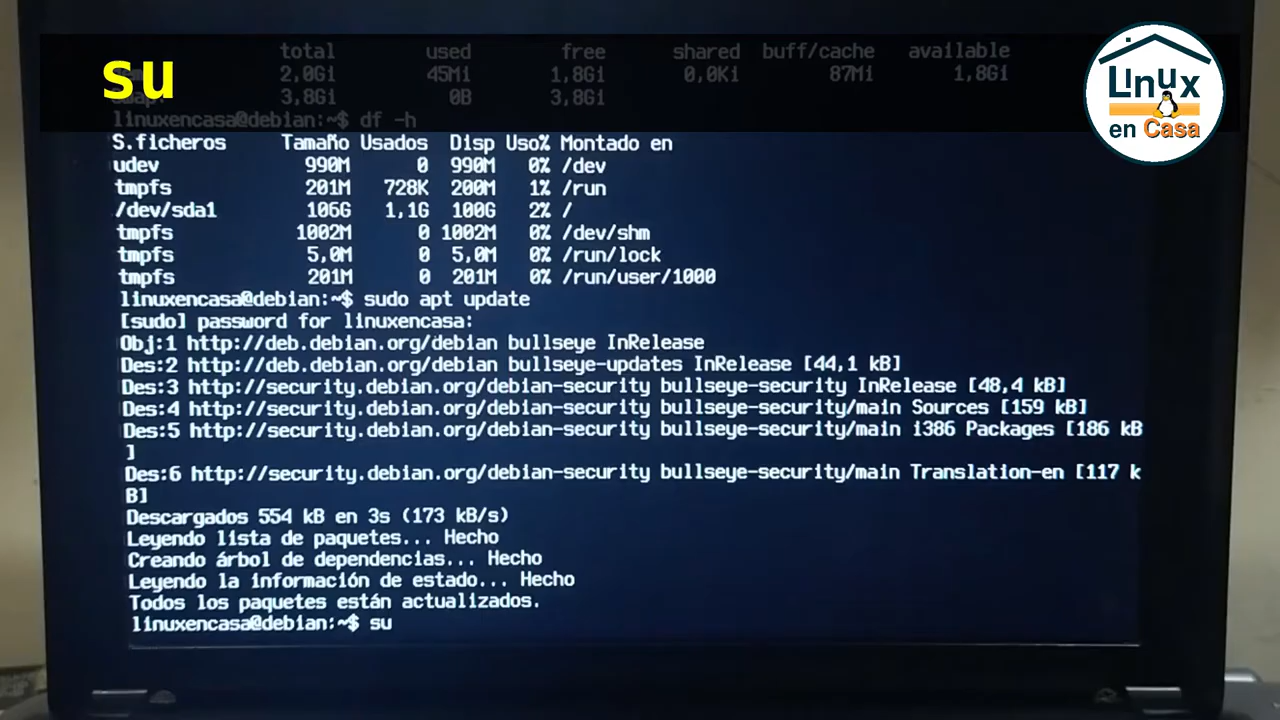 su
total used free shared buff/cache available
2,0Gi 45Mi 1,8Gi 0,0Ki 87Mi 1,8Gi
3,8Gi 0B 3,8Gi
linuxencasa@debian:~$ df -h
LInux
en Casa
S.ficheros Tamaño Usados Disp Uso% Montado en
udev 990M 0 990M 0% /dev
tmpfs 201M 728K 200M 1% /run
/dev/sda1 106G 1,1G 100G 2% /
tmpfs 1002M 0 1002M 0% /dev/shm
tmpfs 5,0M 0 5,0M 0% /run/lock
tmpfs 201M 0 201M 0% /run/user/1000
linuxencasa@debian:~$ sudo apt update
[sudo] password for linuxencasa:
Obj:1 http://deb.debian.org/debian bullseye InRelease
Des:2 http://deb.debian.org/debian bullseye-updates InRelease [44,1 kB]
Des:3 http://security.debian.org/debian-security bullseye-security InRelease [48,4 kB]
Des:4 http://security.debian.org/debian-security bullseye-security/main Sources [159 kB]
Des:5 http://security.debian.org/debian-security bullseye-security/main i386 Packages [186 kB
]
Des:6 http://security.debian.org/debian-security bullseye-security/main Translation-en [117 k
B]
Descargados 554 kB en 3s (173 kB/s)
Leyendo lista de paquetes... Hecho
Creando árbol de dependencias... Hecho
Leyendo la información de estado... Hecho
Todos los paquetes están actualizados.
linuxencasa@debian:~$ su